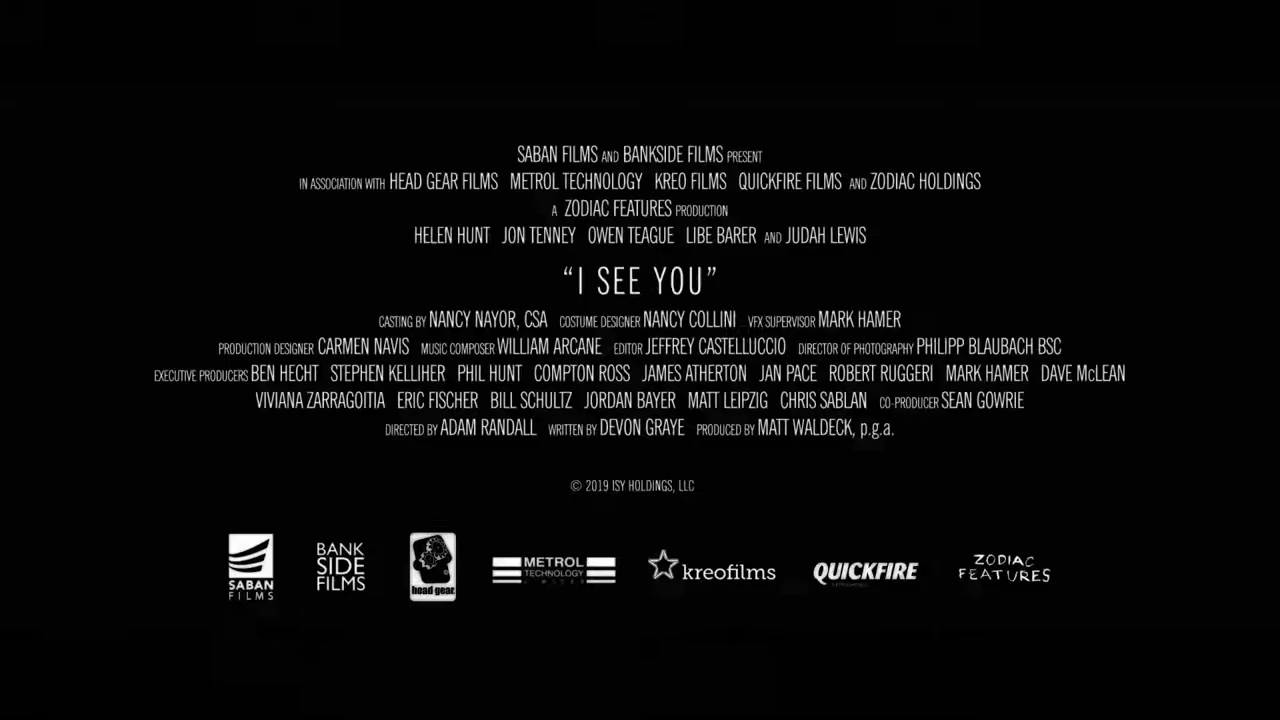 SABAN FILMS AND BANKSIDE FILMS PRESENT
IN ASSOCIATION WITH HEAD GEAR FILMS METROL TECHNOLOGY KREO FILMS QUICKFIRE FILMS AND ZODIAC HOLDINGS
A ZODIAC FEATURES PRODUCTION
HELEN HUNT JON TENNEY OWEN TEAGUE LIBE BARER AND JUDAH LEWIS
“I SEE YOU”
CASTING BY NANCY NAYOR, CSA COSTUME DESIGNER NANCY COLLINI VFX SUPERVISOR MARK HAMER
PRODUCTION DESIGNER CARMEN NAVIS MUSIC COMPOSER WILLIAM ARCANE EDITOR JEFFREY CASTELLUCCIO DIRECTOR OF PHOTOGRAPHY PHILIPP BLAUBACH BSC
EXECUTIVE PRODUCERS BEN HECHT STEPHEN KELLIHER PHIL HUNT COMPTON ROSS JAMES ATHERTON JAN PACE ROBERT RUGGERI MARK HAMER DAVE McLEAN
VIVIANA ZARRAGOITIA ERIC FISCHER BILL SCHULTZ JORDAN BAYER MATT LEIPZIG CHRIS SABLAN CO-PRODUCER SEAN GOWRIE
DIRECTED BY ADAM RANDALL WRITTEN BY DEVON GRAYE PRODUCED BY MATT WALDECK, p.g.a.
© 2019 ISY HOLDINGS, LLC
SABAN
FILMS
BANK
SIDE
FILMS
head gear
METROL
TECHNOLOGY
kreofilms
QUICKFIRE
ZODIAC
FEATURES